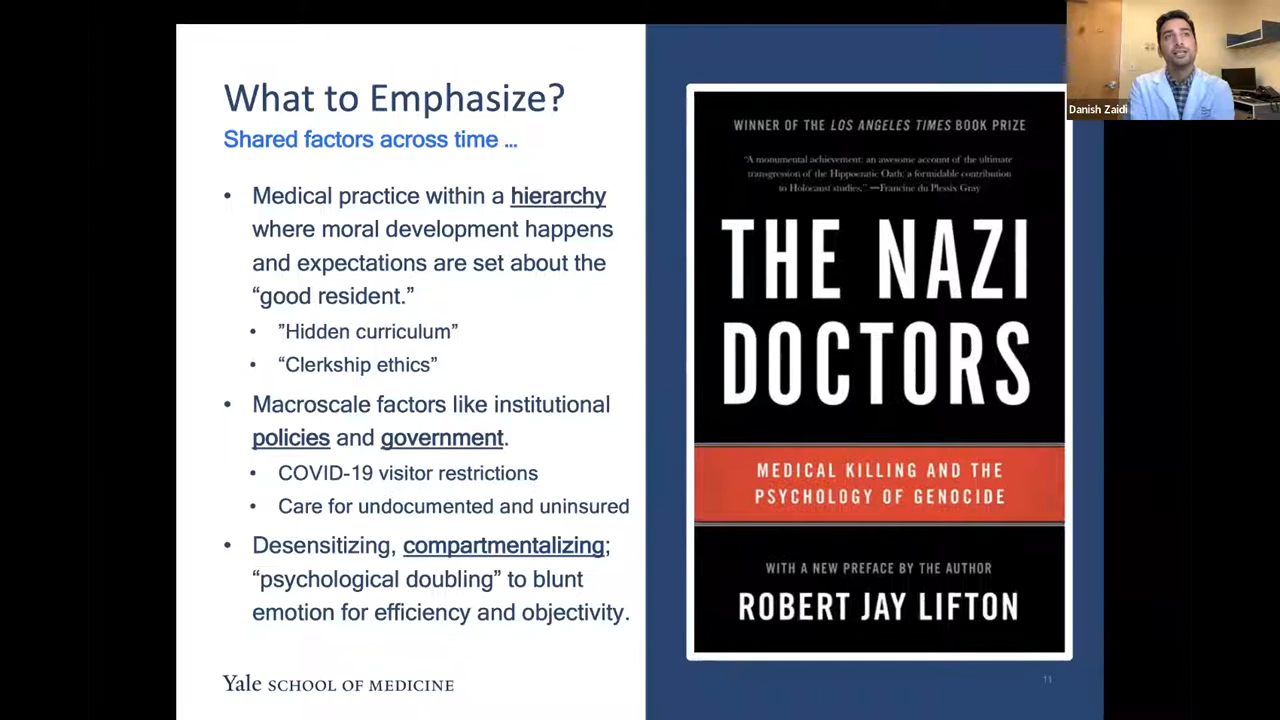 What to Emphasize?
Shared factors across time ...
• Medical practice within a hierarchy
where moral development happens
and expectations are set about the
“good resident.”
• ”Hidden curriculum”
• “Clerkship ethics”
• Macroscale factors like institutional
policies and government.
• COVID-19 visitor restrictions
• Care for undocumented and uninsured
• Desensitizing, compartmentalizing;
“psychological doubling” to blunt
emotion for efficiency and objectivity.
Yale SCHOOL OF MEDICINE
WINNER OF THE LOS ANGELES TIMES BOOK PRIZE
“A monumental achievement: an awesome account of the ultimate
transgression of the Hippocratic Oath: a formidable contribution
to Holocaust studies.” —Francine du Plessix Gray
THE NAZI
DOCTORS
MEDICAL KILLING AND THE
PSYCHOLOGY OF GENOCIDE
WITH A NEW PREFACE BY THE AUTHOR
ROBERT JAY LIFTON
11
Danish Zaidi